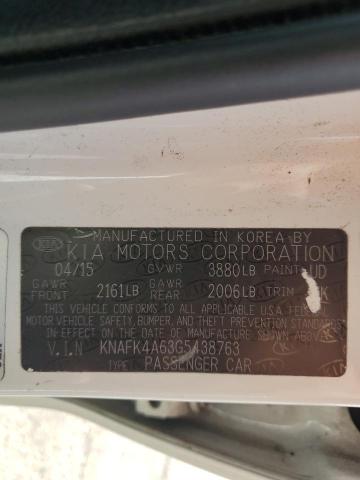 MANUFACTURED IN KOREA BY
KIA KIA MOTORS CORPORATION
04/15 GVWR 3880LB PAINT UD
GAWR FRONT 2161LB GAWR REAR 2006LB TRIM
THIS VEHICLE CONFORMS TO ALL APPLICABLE U.S.A. FEDERAL
MOTOR VEHICLE SAFETY, BUMPER, AND THEFT PREVENTION
STANDARDS IN EFFECT ON THE DATE OF MANUFACTURE SHOWN ABOVE.
V.I.N KNAFK4A63G5438763
TYPE: PASSENGER CAR